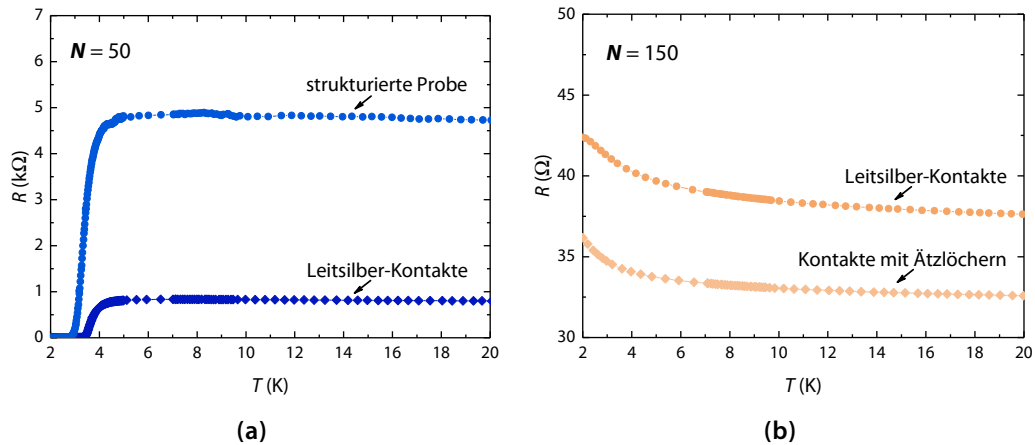 7
6
5
4
3
2
1
0
R (kΩ)
N = 50
strukturierte Probe
Leitsilber-Kontakte
2 4 6 8 10 12 14 16 18 20
T (K)
(a)
50
45
40
35
30
R (Ω)
N = 150
Leitsilber-Kontakte
Kontakte mit Ätzlöchern
2 4 6 8 10 12 14 16 18 20
T (K)
(b)